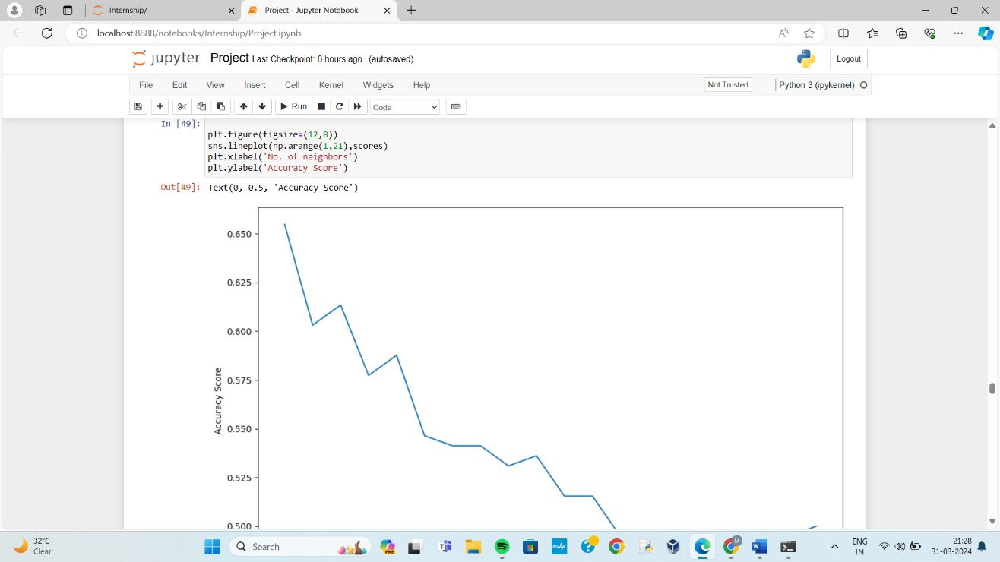 Internship/
Project - Jupyter Notebook
localhost:8888/notebooks/Internship/Project.ipynb
jupyter Project Last Checkpoint: 6 hours ago (autosaved)
Logout
File Edit View Insert Cell Kernel Widgets Help
Not Trusted
Python 3 (ipykernel)
Run
Code
In [49]:
plt.figure(figsize=(12,8))
sns.lineplot(np.arange(1,21),scores)
plt.xlabel('No. of neighbors')
plt.ylabel('Accuracy Score')
Out[49]: Text(0, 0.5, 'Accuracy Score')
0.650
0.625
0.600
0.575
0.550
0.525
0.500
Accuracy Score
32°C
Clear
Search
PRE
myhp
M
ENG
IN
21:28
31-03-2024